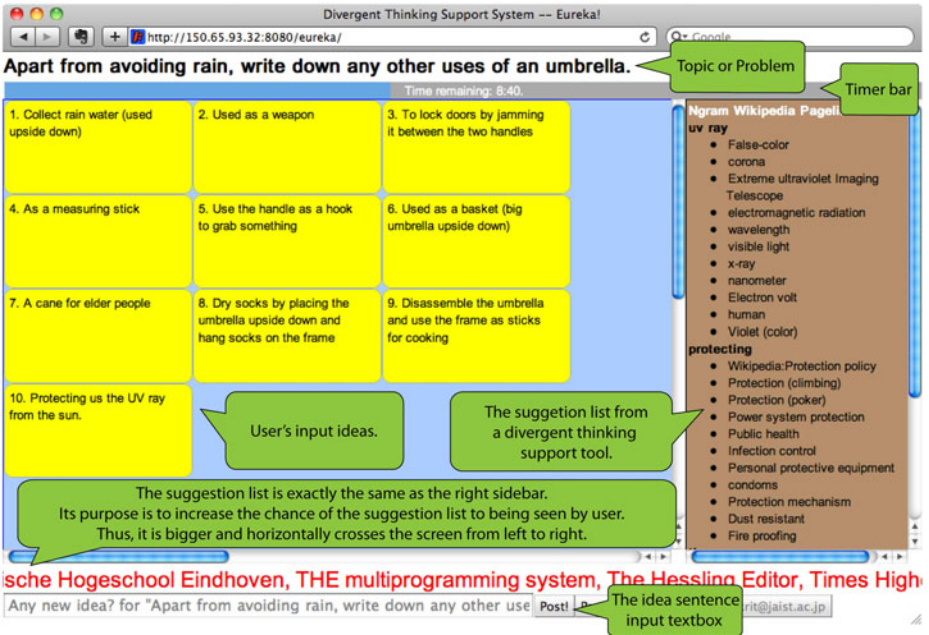 Divergent Thinking Support System -- Eureka!
http://150.65.93.32:8080/eureka/
Google
Apart from avoiding rain, write down any other uses of an umbrella.
Topic or Problem
Time remaining: 8:40.
Timer bar
1. Collect rain water (used
upside down)
2. Used as a weapon
3. To lock doors by jamming
it between the two handles
4. As a measuring stick
5. Use the handle as a hook
to grab something
6. Used as a basket (big
umbrella upside down)
7. A cane for elder people
8. Dry socks by placing the
umbrella upside down and
hang socks on the frame
9. Disassemble the umbrella
and use the frame as sticks
for cooking
10. Protecting us the UV ray
from the sun.
User's input ideas.
The suggetion list from
a divergent thinking
support tool.
Ngram Wikipedia Pageli
uv ray
False-color
corona
Extreme ultraviolet Imaging
Telescope
electromagnetic radiation
wavelength
visible light
x-ray
nanometer
Electron volt
human
Violet (color)
protecting
Wikipedia:Protection policy
Protection (climbing)
Protection (poker)
Power system protection
Public health
Infection control
Personal protective equipment
condoms
Protection mechanism
Dust resistant
Fire proofing
The suggestion list is exactly the same as the right sidebar.
Its purpose is to increase the chance of the suggestion list to being seen by user.
Thus, it is bigger and horizontally crosses the screen from left to right.
ische Hogeschool Eindhoven, THE multiprogramming system, The Hessling Editor, Times High
Any new idea? for "Apart from avoiding rain, write down any other use
Post!
The idea sentence
input textbox
rit@jaist.ac.jp